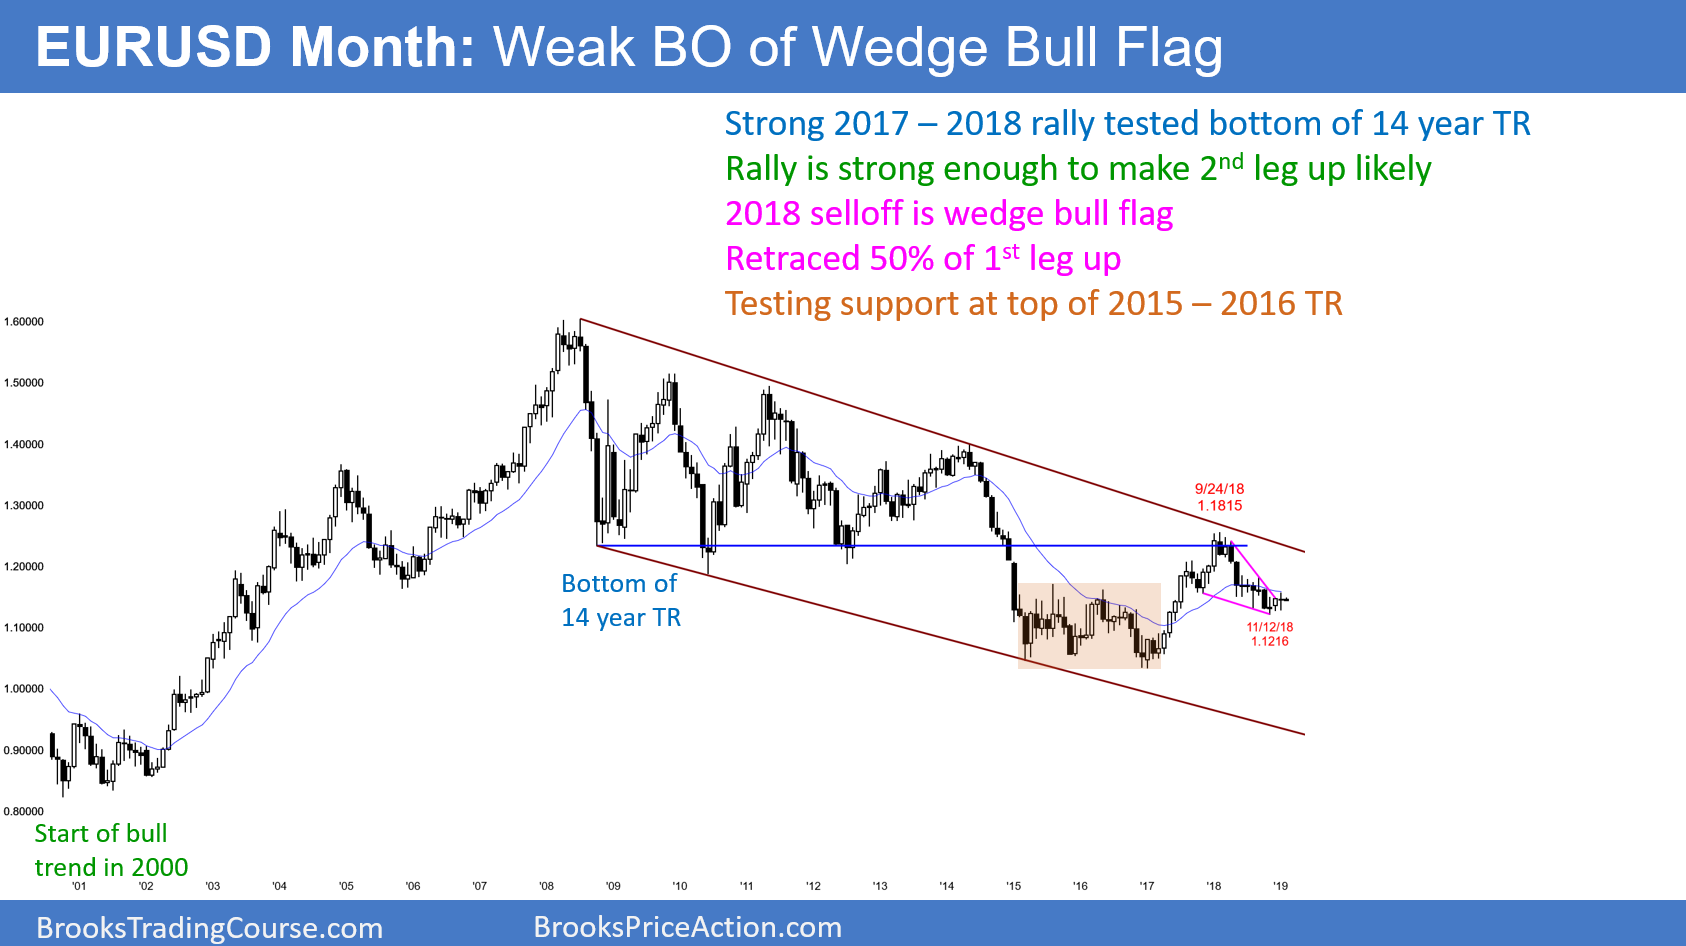 EURUSD Month: Weak BO of Wedge Bull Flag
Strong 2017 – 2018 rally tested bottom of 14 year TR
Rally is strong enough to make 2nd leg up likely
2018 selloff is wedge bull flag
Retraced 50% of 1st leg up
Testing support at top of 2015 – 2016 TR
1.60000
1.50000
1.40000
1.30000
1.20000
1.10000
1.00000
0.90000
0.80000
9/24/18
1.1815
Bottom of
14 year TR
11/12/18
1.1216
Start of bull
trend in 2000
'01 '02 '03 '04 '05 '06 '07 '08 '09 '10 '11 '12 '13 '14 '15 '16 '17 '18 '19
BrooksTradingCourse.com
BrooksPriceAction.com